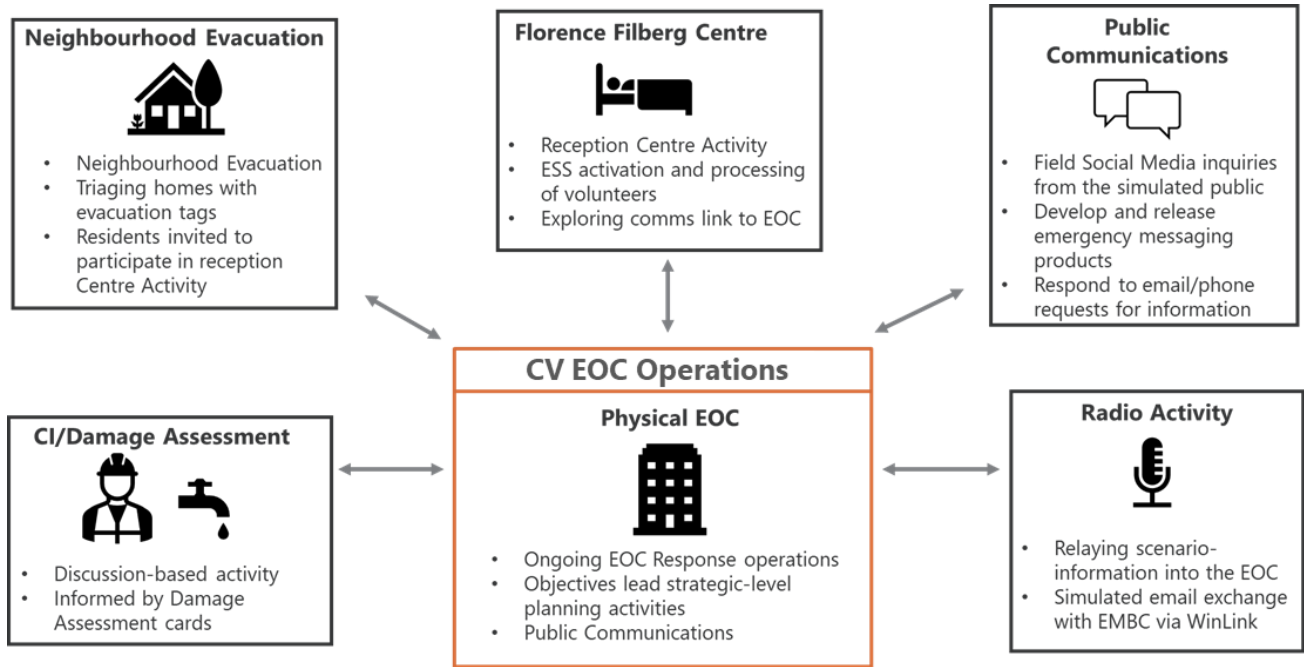 Neighbourhood Evacuation
• Neighbourhood Evacuation
• Triaging homes with
evacuation tags
• Residents invited to
participate in reception
Centre Activity
Florence Filberg Centre
• Reception Centre Activity
• ESS activation and processing
of volunteers
• Exploring comms link to EOC
Public
Communications
• Field Social Media inquiries
from the simulated public
• Develop and release
emergency messaging
products
• Respond to email/phone
requests for information
CI/Damage Assessment
• Discussion-based activity
• Informed by Damage
Assessment cards
CV EOC Operations
Physical EOC
• Ongoing EOC Response operations
• Objectives lead strategic-level
planning activities
• Public Communications
Radio Activity
• Relaying scenario-
information into the EOC
• Simulated email exchange
with EMBC via WinLink